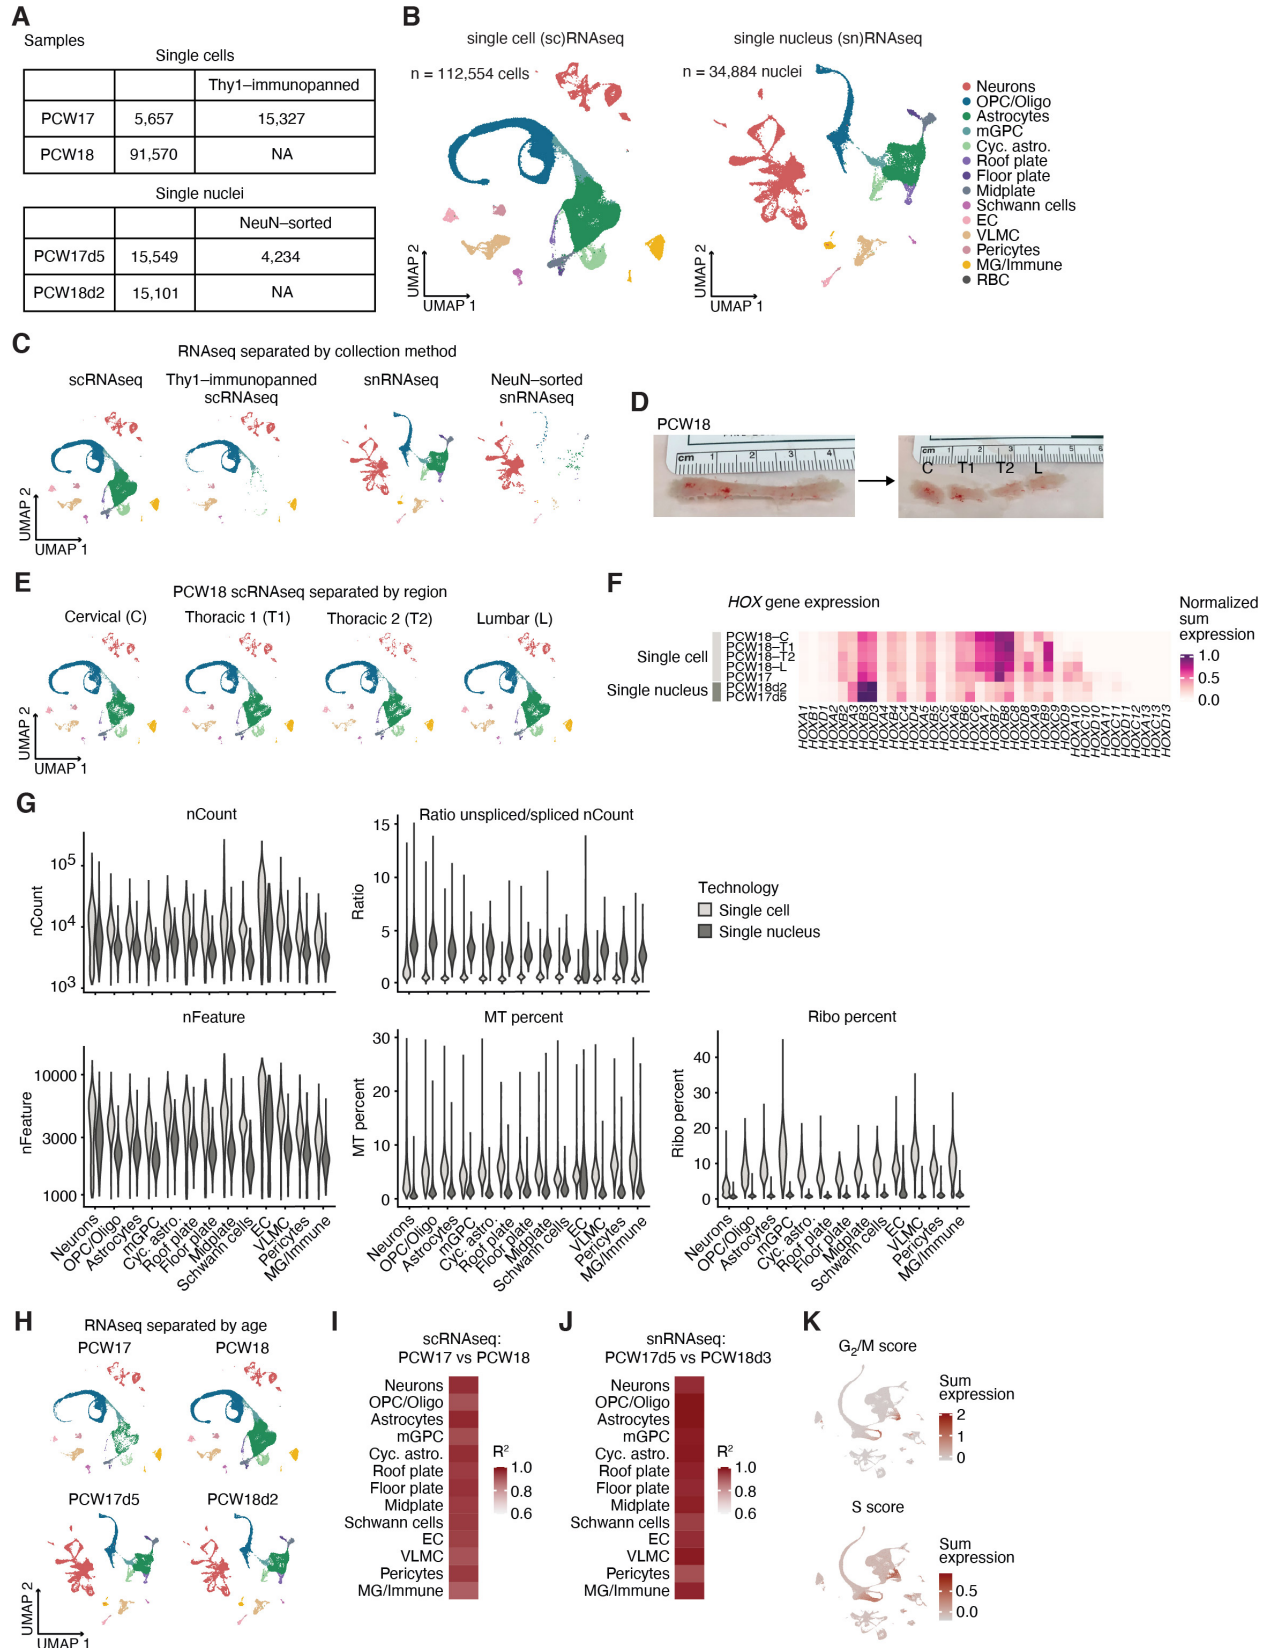 A
Samples
Single cells
Thy1–immunopanned
PCW17 5,657 15,327
PCW18 91,570 NA
Single nuclei
NeuN–sorted
PCW17d5 15,549 4,234
PCW18d2 15,101 NA
B
single cell (sc)RNAseq
n = 112,554 cells
UMAP 2
UMAP 1
single nucleus (sn)RNAseq
n = 34,884 nuclei
UMAP 2
UMAP 1
Neurons
OPC/Oligo
Astrocytes
mGPC
Cyc. astro.
Roof plate
Floor plate
Midplate
Schwann cells
EC
VLMC
Pericytes
MG/Immune
RBC
C
RNAseq separated by collection method
scRNAseq
Thy1–immunopanned
scRNAseq
snRNAseq
NeuN–sorted
snRNAseq
UMAP 2
UMAP 1
D
PCW18
cm 1 2 3 4
cm 1 2 3 4 5 6
C T1 T2 L
E
PCW18 scRNAseq separated by region
Cervical (C)
Thoracic 1 (T1)
Thoracic 2 (T2)
Lumbar (L)
UMAP 2
UMAP 1
F
HOX gene expression
Single cell
Single nucleus
PCW18–C
PCW18–T1
PCW18–T2
PCW18–L
PCW17
PCW18d2
PCW17d5
HOXA1
HOXB1
HOXD1
HOXA2
HOXB2
HOXA3
HOXB3
HOXD3
HOXA4
HOXB4
HOXC4
HOXD4
HOXA5
HOXB5
HOXC5
HOXA6
HOXB6
HOXC6
HOXA7
HOXB7
HOXB8
HOXC8
HOXD8
HOXA9
HOXB9
HOXC9
HOXD9
HOXA10
HOXC10
HOXD10
HOXA11
HOXC11
HOXD11
HOXC12
HOXA13
HOXC13
HOXD13
Normalized
sum
expression
1.0
0.5
0.0
G
nCount
nCount
10⁵
10⁴
10³
Ratio unspliced/spliced nCount
Ratio
15
10
5
0
Technology
Single cell
Single nucleus
nFeature
nFeature
10000
3000
1000
Neurons
OPC/Oligo
Astrocytes
mGPC
Cyc. astro.
Roof plate
Floor plate
Midplate
Schwann cells
EC
VLMC
Pericytes
MG/Immune
MT percent
MT percent
30
20
10
0
Neurons
OPC/Oligo
Astrocytes
mGPC
Cyc. astro.
Roof plate
Floor plate
Midplate
Schwann cells
EC
VLMC
Pericytes
MG/Immune
Ribo percent
Ribo percent
40
30
20
10
0
Neurons
OPC/Oligo
Astrocytes
mGPC
Cyc. astro.
Roof plate
Floor plate
Midplate
Schwann cells
EC
VLMC
Pericytes
MG/Immune
H
RNAseq separated by age
PCW17
PCW18
PCW17d5
PCW18d2
UMAP 2
UMAP 1
I
scRNAseq:
PCW17 vs PCW18
Neurons
OPC/Oligo
Astrocytes
mGPC
Cyc. astro.
Roof plate
Floor plate
Midplate
Schwann cells
EC
VLMC
Pericytes
MG/Immune
R²
1.0
0.8
0.6
J
snRNAseq:
PCW17d5 vs PCW18d3
Neurons
OPC/Oligo
Astrocytes
mGPC
Cyc. astro.
Roof plate
Floor plate
Midplate
Schwann cells
EC
VLMC
Pericytes
MG/Immune
R²
1.0
0.8
0.6
K
G₂/M score
Sum
expression
2
1
0
S score
Sum
expression
0.5
0.0